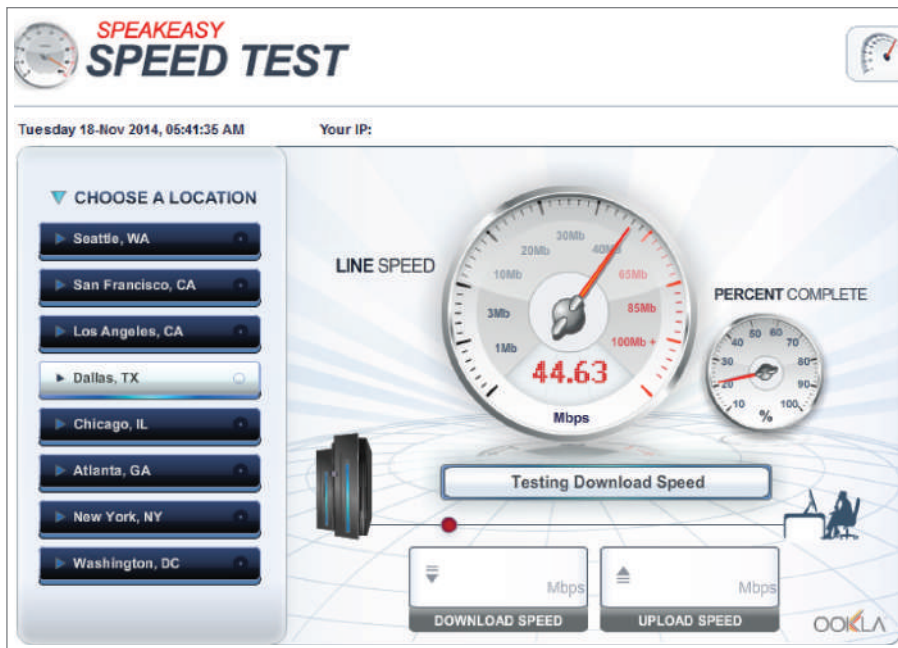 SPEAKEASY
SPEED TEST
Tuesday 18-Nov 2014, 05:41:35 AM
Your IP:
CHOOSE A LOCATION
Seattle, WA
San Francisco, CA
Los Angeles, CA
Dallas, TX
Chicago, IL
Atlanta, GA
New York, NY
Washington, DC
LINE SPEED
1Mb
3Mb
10Mb
20Mb
30Mb
40Mb
65Mb
85Mb
100Mb +
44.63
Mbps
PERCENT COMPLETE
10
20
30
40
50
60
70
80
90
100
%
Testing Download Speed
Mbps
DOWNLOAD SPEED
Mbps
UPLOAD SPEED
OOKLA